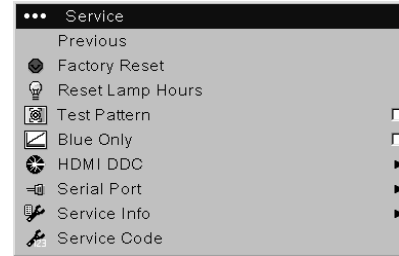 Service
Previous
Factory Reset
Reset Lamp Hours
Test Pattern
Blue Only
HDMI DDC
Serial Port
Service Info
Service Code